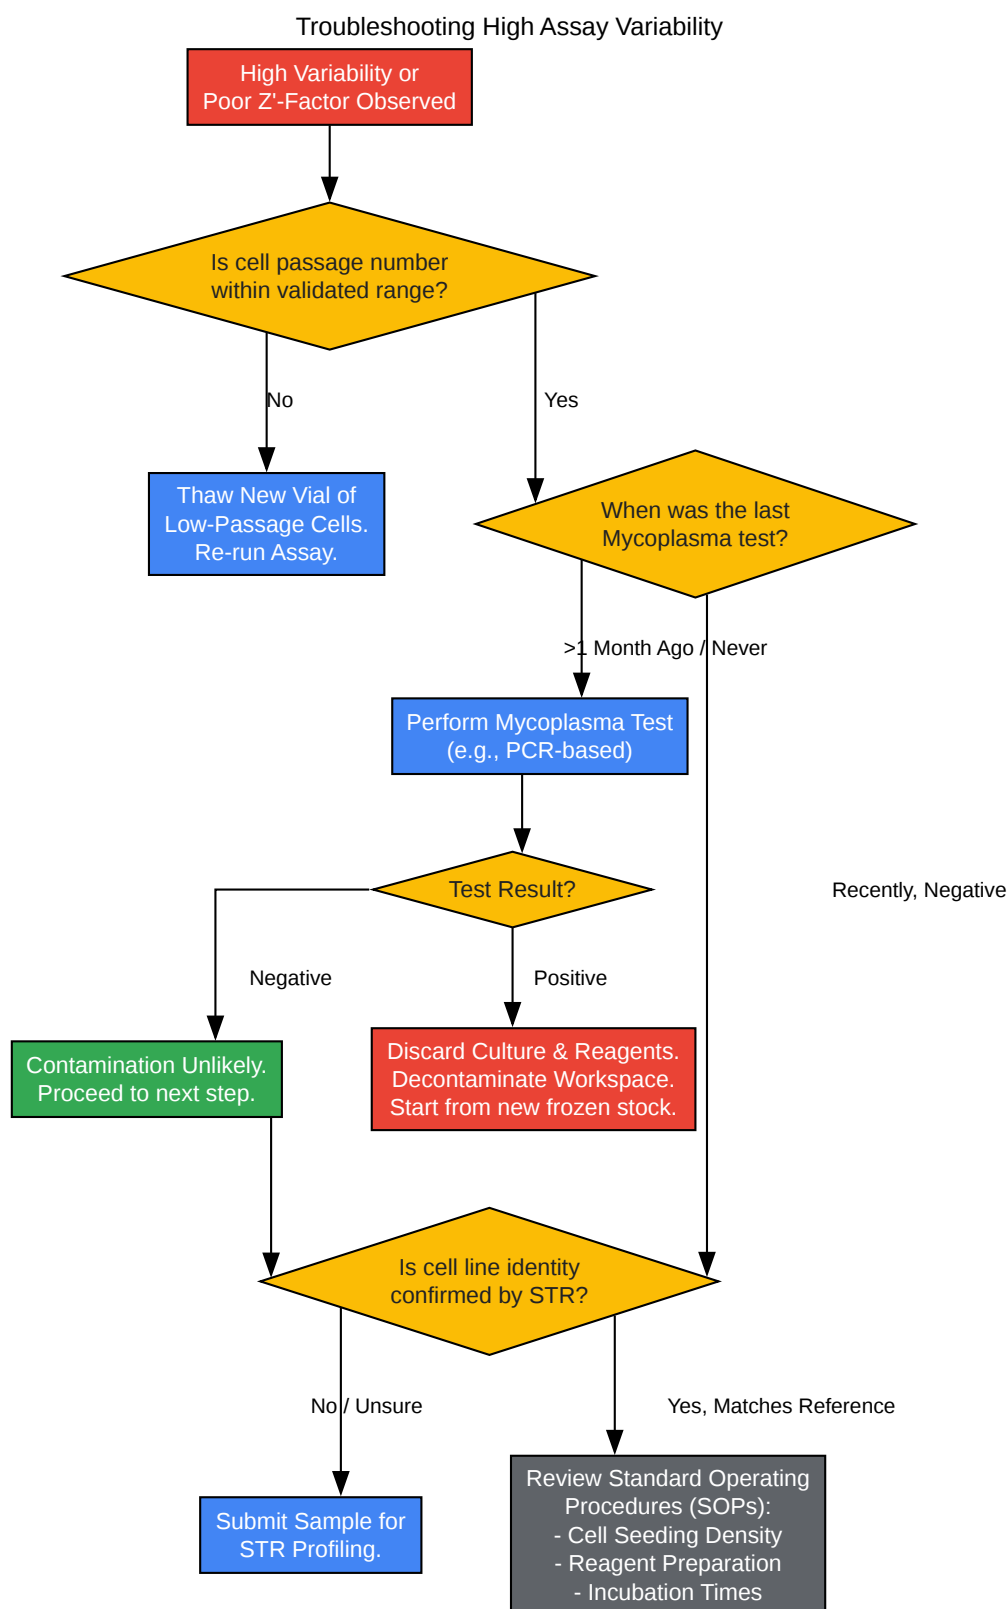 Troubleshooting High Assay Variability
High Variability or
Poor Z'-Factor Observed
Is cell passage number
within validated range?
No
Yes
Thaw New Vial of
Low-Passage Cells.
Re-run Assay.
When was the last
Mycoplasma test?
>1 Month Ago / Never
Perform Mycoplasma Test
(e.g., PCR-based)
Test Result?
Recently, Negative
Negative
Positive
Contamination Unlikely.
Proceed to next step.
Discard Culture & Reagents.
Decontaminate Workspace.
Start from new frozen stock.
Is cell line identity
confirmed by STR?
No / Unsure
Yes, Matches Reference
Submit Sample for
STR Profiling.
Review Standard Operating
Procedures (SOPs):
- Cell Seeding Density
- Reagent Preparation
- Incubation Times